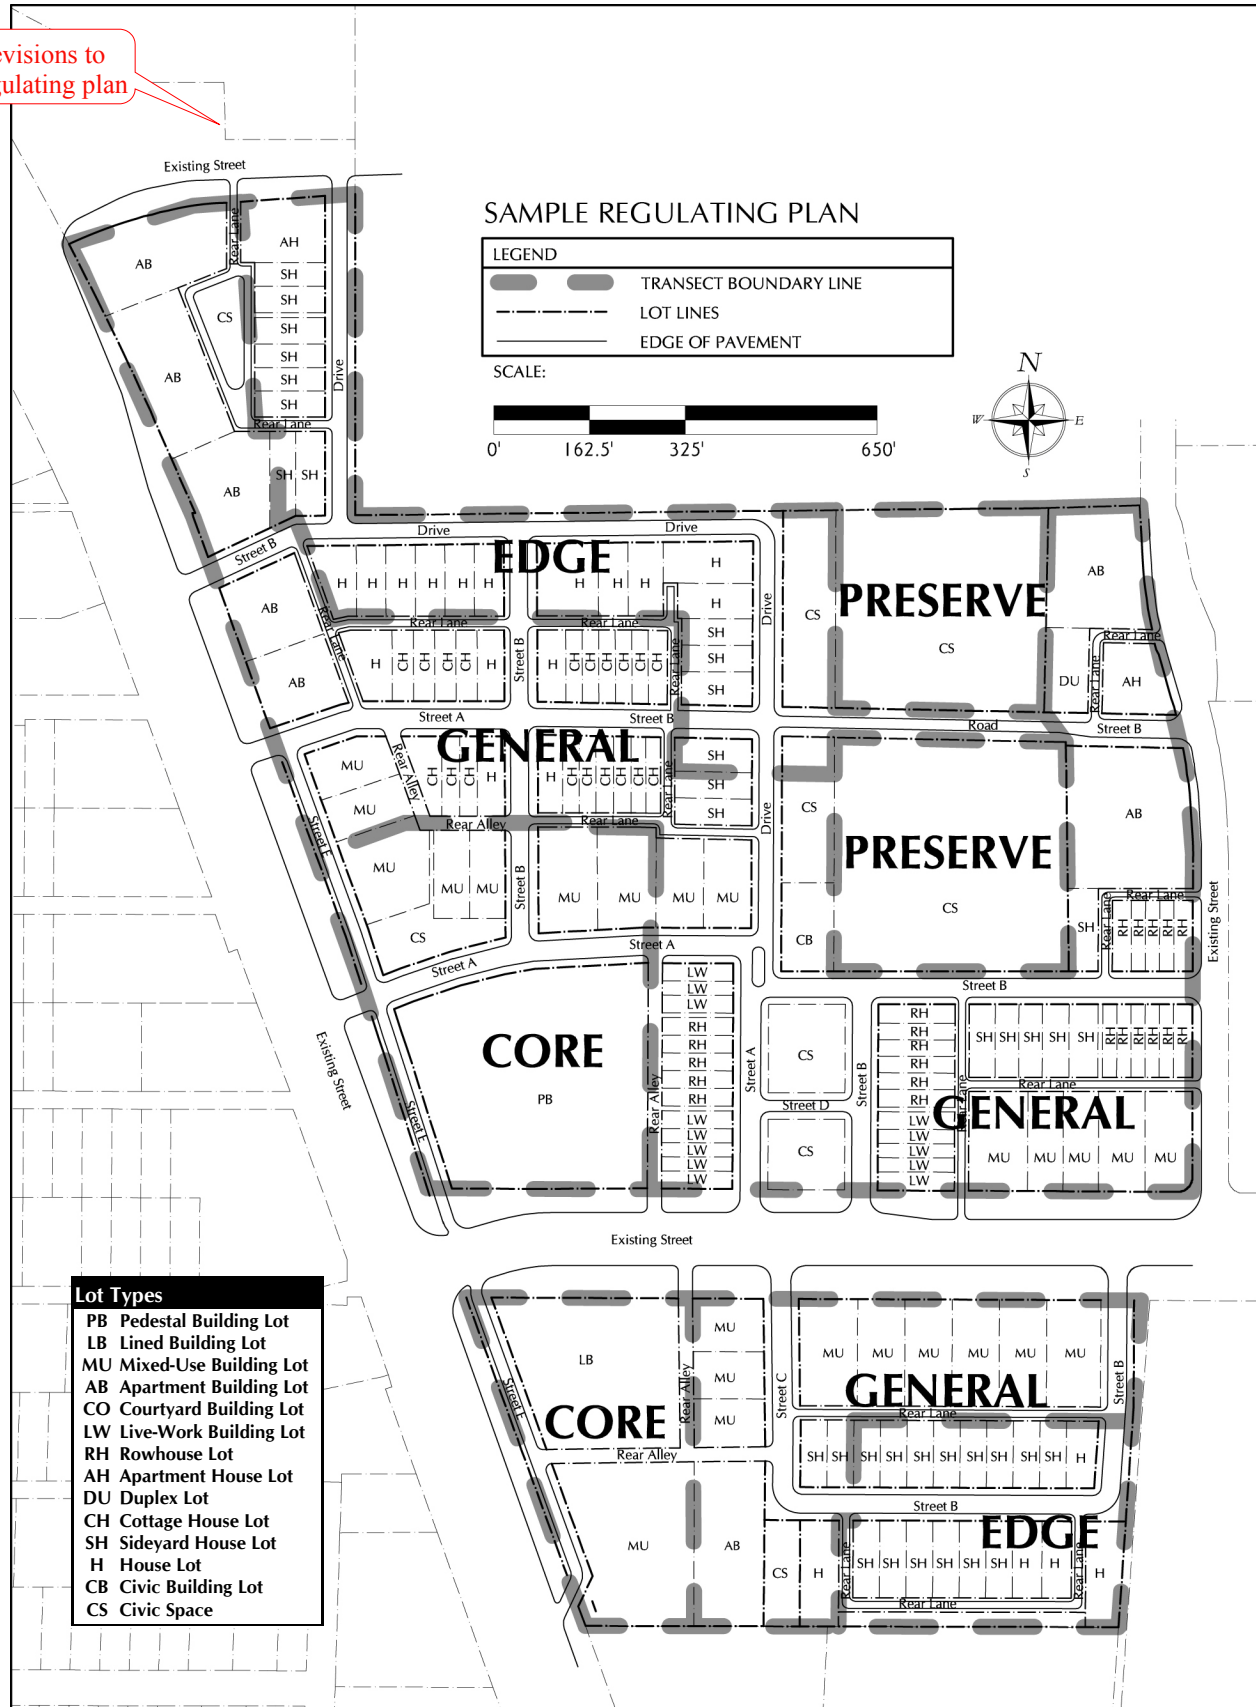 evisions to
gulating plan
Existing Street
SAMPLE REGULATING PLAN
LEGEND
TRANSECT BOUNDARY LINE
LOT LINES
EDGE OF PAVEMENT
SCALE:
0' 162.5' 325' 650'
N
W E
S
Rear Lane
AH
AB
SH
SH
CS
SH
SH
AB
SH
SH
Drive
Rear Lane
SH SH
AB
Street B
Drive Drive
EDGE
H H H H H H
H H H
H
H
Drive
CS
PRESERVE
CS
AB
AB
Rear Lane
Rear Lane
Rear Lane
Rear Lane
SH
SH
SH
H CH CH CH CH H
Street B
H CH CH CH CH CH CH
Rear Lane
DU
Rear Lane
AH
AB
Street A
Street B
Road
Street B
GENERAL
MU
Rear Alley
CH CH CH H
H CH CH CH CH CH CH
Rear Lane
SH
SH
SH
Drive
CS
AB
MU
Street E
Rear Alley
Rear Lane
PRESERVE
MU
MU MU
Street B
MU MU MU MU
CS
CS
CB
SH
Rear Lane
Rear Lane
RH RH RH RH RH
Existing Street
Street A
Street A
Street B
LW
LW
LW
RH
RH
RH
RH
RH
LW
LW
LW
LW
LW
CORE
PB
Rear Alley
Street A
CS
Street D
CS
Street B
RH
RH
RH
RH
RH
RH
LW
LW
LW
LW
LW
SH SH SH SH SH RH RH RH RH RH RH
Rear Lane
Rear Lane
GENERAL
MU MU MU MU MU
Existing Street
Street E
Existing Street
Lot Types
PB Pedestal Building Lot
LB Lined Building Lot
MU Mixed-Use Building Lot
AB Apartment Building Lot
CO Courtyard Building Lot
LW Live-Work Building Lot
RH Rowhouse Lot
AH Apartment House Lot
DU Duplex Lot
CH Cottage House Lot
SH Sideyard House Lot
H House Lot
CB Civic Building Lot
CS Civic Space
LB
Street E
CORE
Rear Alley
MU
MU
MU
Street C
MU MU MU MU MU MU
GENERAL
Street B
Rear Lane
Rear Alley
SH SH SH SH SH SH SH SH SH SH H
Street B
EDGE
MU
AB
CS
H
Rear Lane
SH SH SH SH SH SH H H
Rear Lane
H
Rear Lane